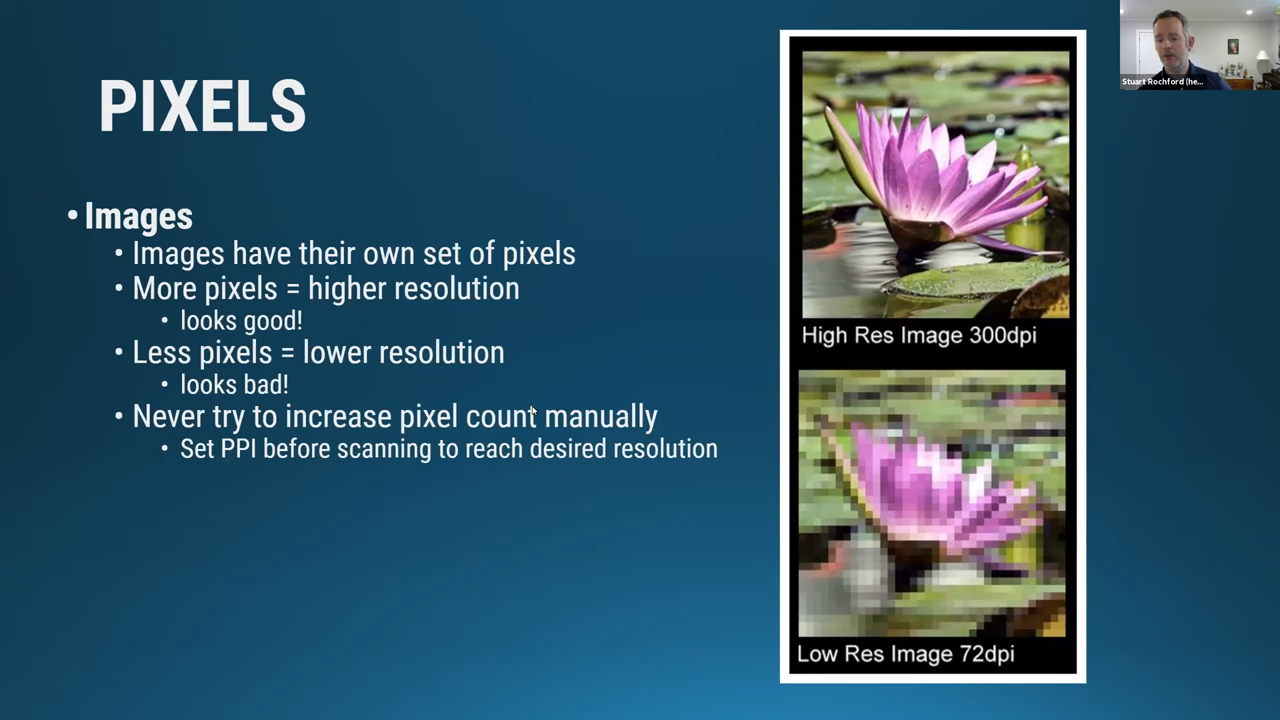 PIXELS
• Images
• Images have their own set of pixels
• More pixels = higher resolution
• looks good!
• Less pixels = lower resolution
• looks bad!
• Never try to increase pixel count manually
• Set PPI before scanning to reach desired resolution
High Res Image 300dpi
Low Res Image 72dpi
Stuart Rochford (he...